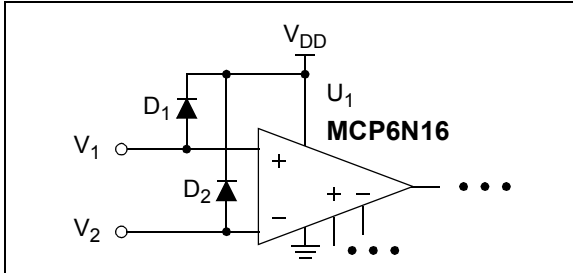 V_DD
D_1
U_1
MCP6N16
V_1
+
D_2
+ −
−
V_2